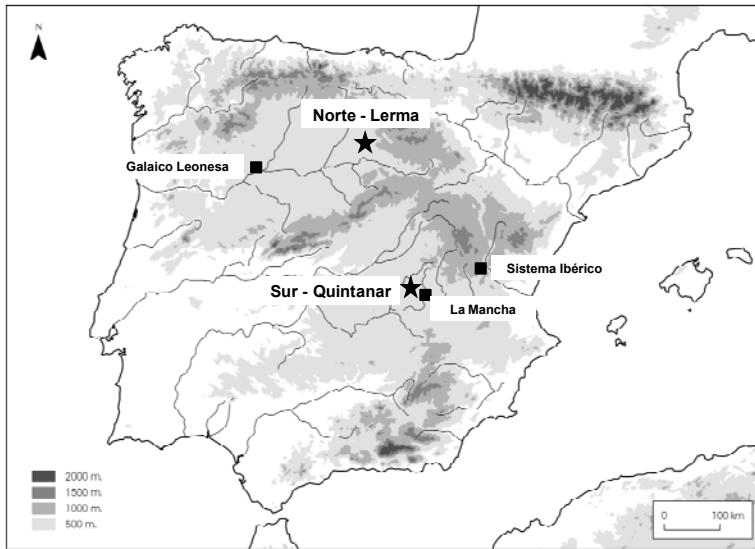 N
Norte - Lerma
Galaico Leonesa
Sistema Ibérico
Sur - Quintanar
La Mancha
2000 m.
1500 m.
1000 m.
500 m.
0 100 km